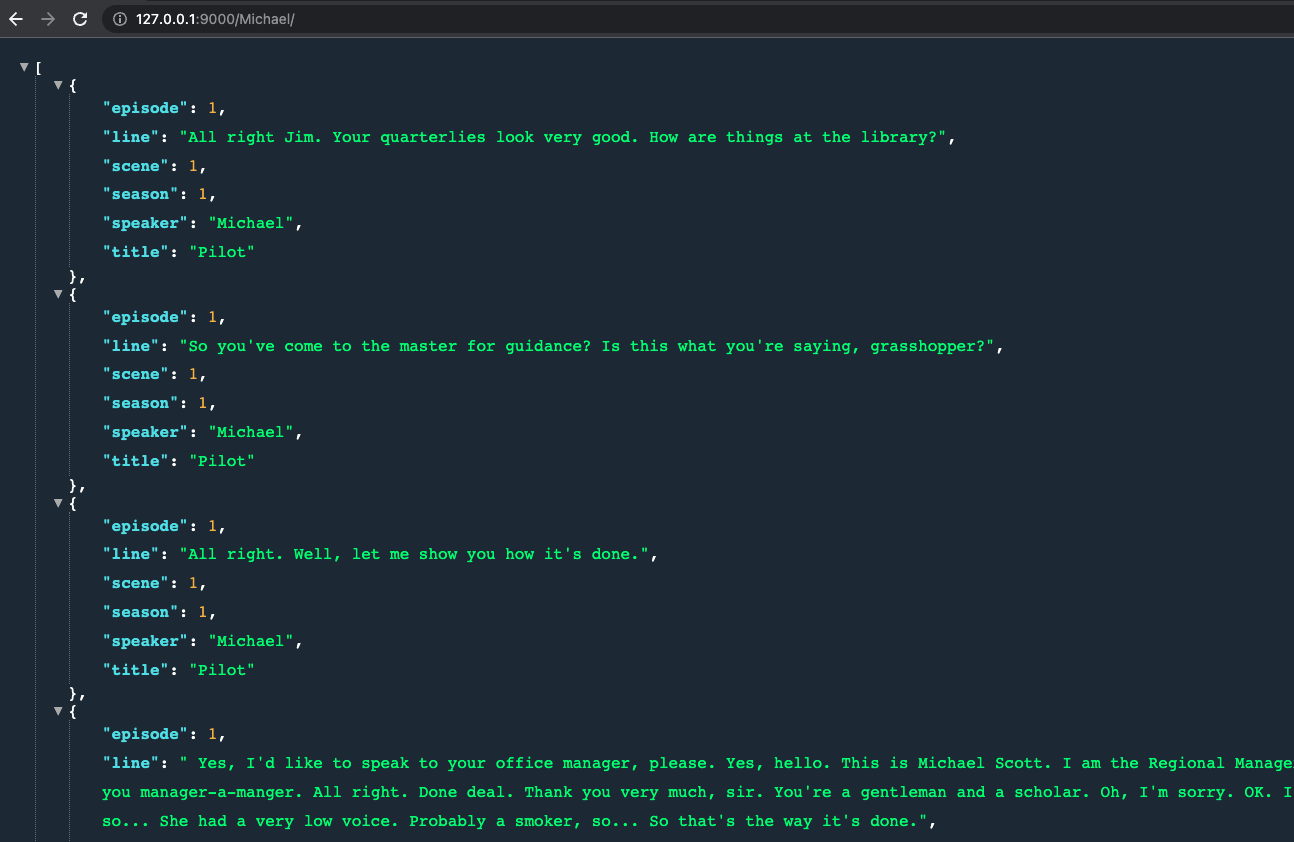 127.0.0.1:9000/Michael/
[
{
"episode": 1,
"line": "All right Jim. Your quarterlies look very good. How are things at the library?",
"scene": 1,
"season": 1,
"speaker": "Michael",
"title": "Pilot"
},
{
"episode": 1,
"line": "So you've come to the master for guidance? Is this what you're saying, grasshopper?",
"scene": 1,
"season": 1,
"speaker": "Michael",
"title": "Pilot"
},
{
"episode": 1,
"line": "All right. Well, let me show you how it's done.",
"scene": 1,
"season": 1,
"speaker": "Michael",
"title": "Pilot"
},
{
"episode": 1,
"line": " Yes, I'd like to speak to your office manager, please. Yes, hello. This is Michael Scott. I am the Regional Manage
you manager-a-manger. All right. Done deal. Thank you very much, sir. You're a gentleman and a scholar. Oh, I'm sorry. OK. I
so... She had a very low voice. Probably a smoker, so... So that's the way it's done.",